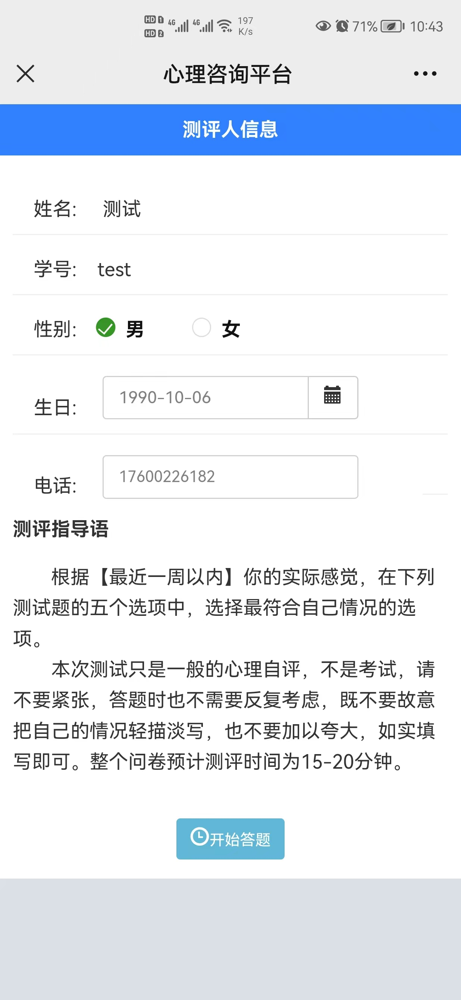 HD 1 4G 4G 197 71% 10:43
HD 2 K/s
心理咨询平台
测评人信息
姓名: 测试
学号: test
性别: 男 女
生日: 1990-10-06
电话: 17600226182
测评指导语
根据【最近一周以内】你的实际感觉，在下列
测试题的五个选项中，选择最符合自己情况的选
项。
本次测试只是一般的心理自评，不是考试，请
不要紧张，答题时也不需要反复考虑，既不要故意
把自己的情况轻描淡写，也不要加以夸大，如实填
写即可。整个问卷预计测评时间为15-20分钟。
开始答题